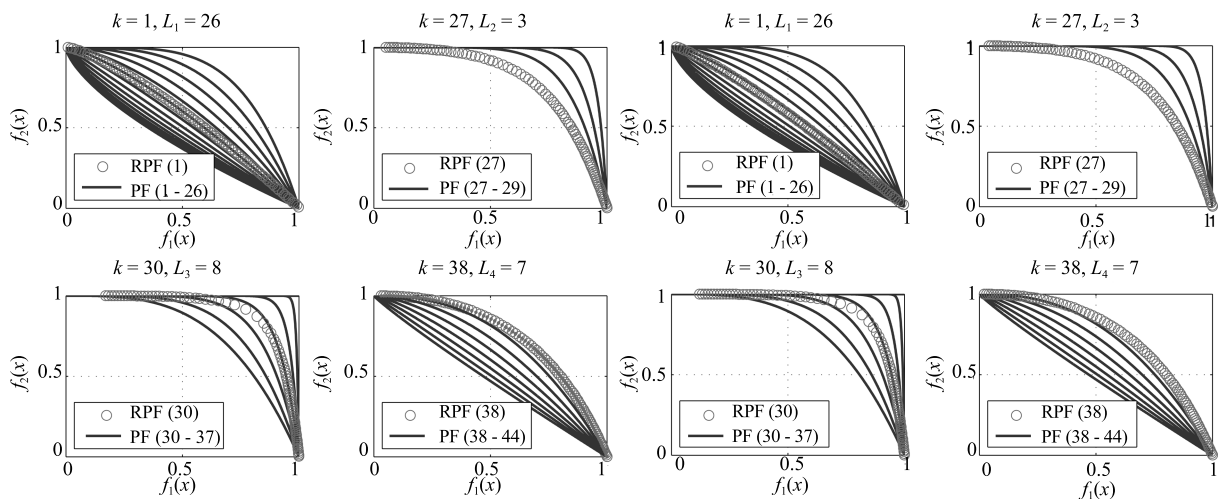 k = 1, L₁ = 26
1
0.5
0
f₂(x)
RPF (1)
PF (1 - 26)
0 0.5 1
f₁(x)
k = 27, L₂ = 3
1
0.5
0
f₂(x)
RPF (27)
PF (27 - 29)
0 0.5 1
f₁(x)
k = 1, L₁ = 26
1
0.5
0
f₂(x)
RPF (1)
PF (1 - 26)
0 0.5 1
f₁(x)
k = 27, L₂ = 3
1
0.5
0
f₂(x)
RPF (27)
PF (27 - 29)
0 0.5 11
f₁(x)
k = 30, L₃ = 8
1
0.5
0
f₂(x)
RPF (30)
PF (30 - 37)
0 0.5 1
f₁(x)
k = 38, L₄ = 7
1
0.5
0
f₂(x)
RPF (38)
PF (38 - 44)
0 0.5 1
f₁(x)
k = 30, L₃ = 8
1
0.5
0
f₂(x)
RPF (30)
PF (30 - 37)
0 0.5 1
f₁(x)
k = 38, L₄ = 7
1
0.5
0
f₂(x)
RPF (38)
PF (38 - 44)
0 0.5 1
f₁(x)